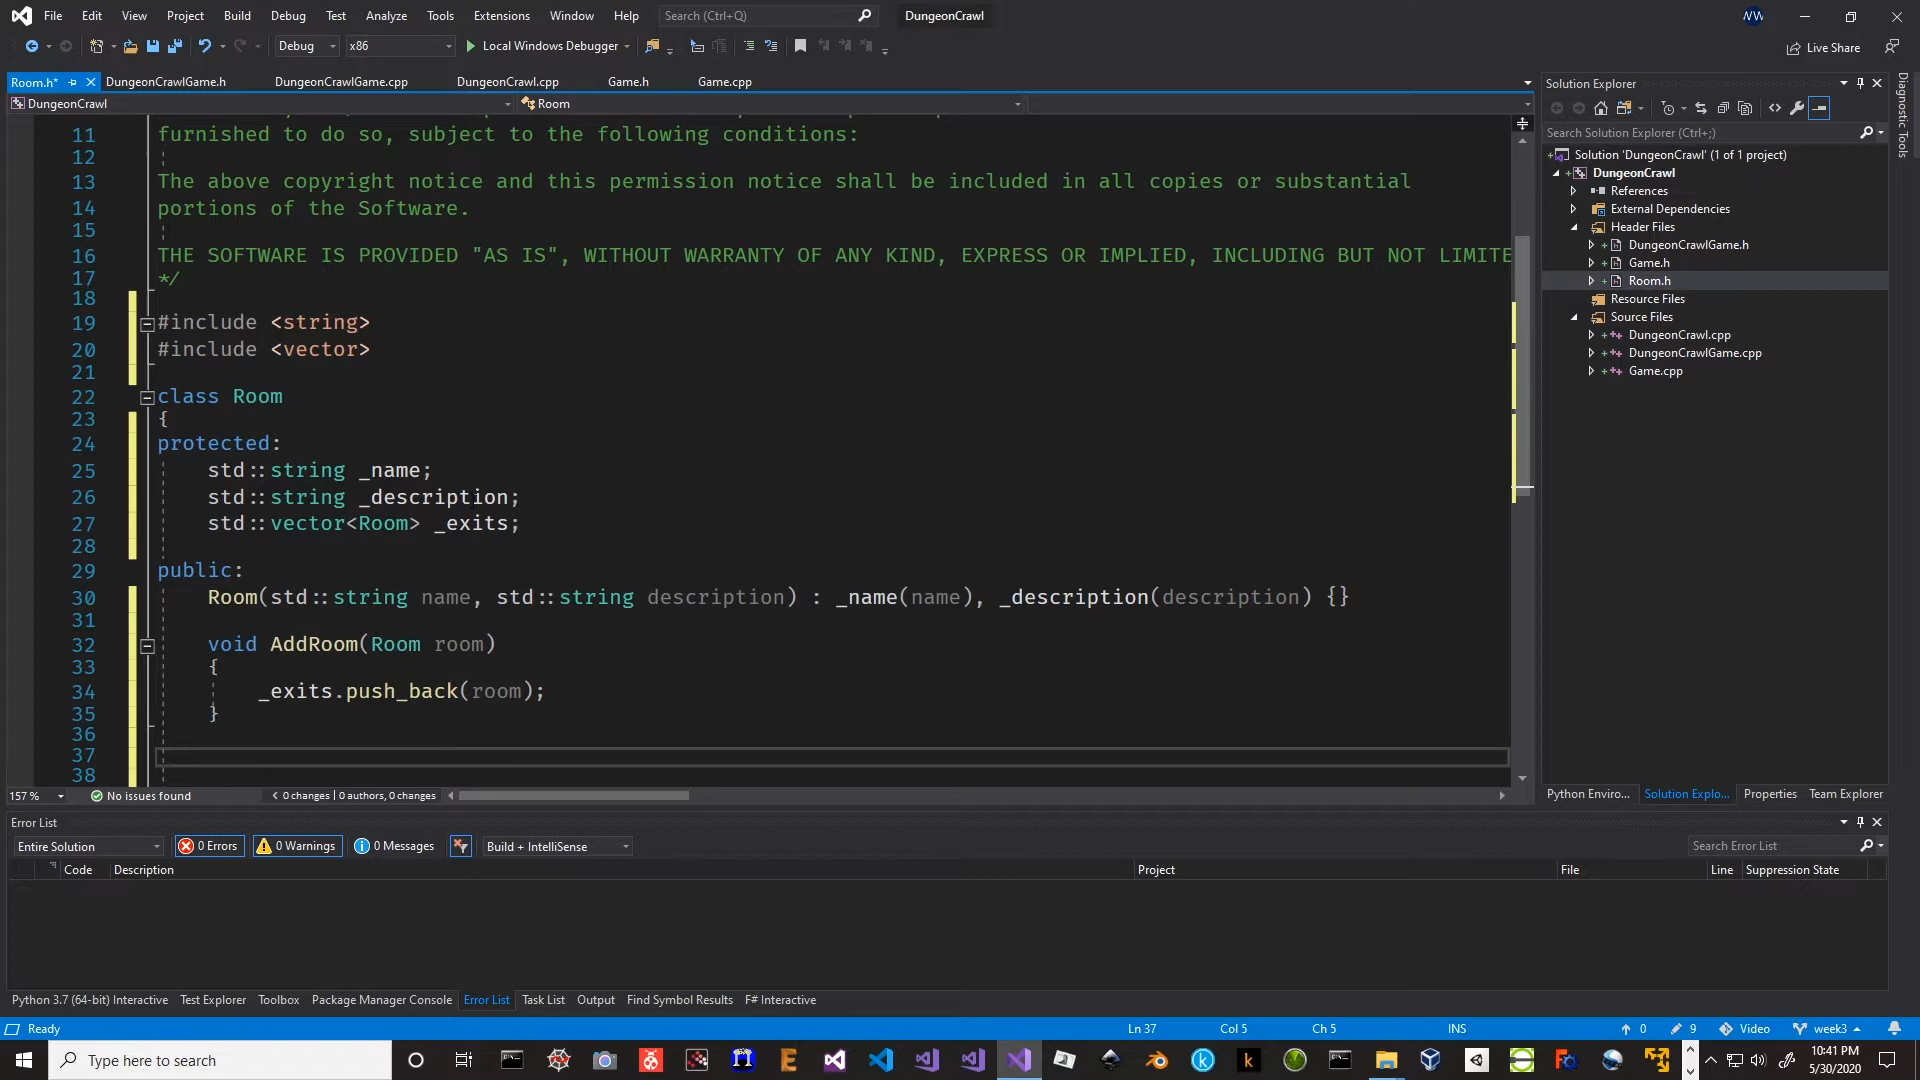 File Edit View Project Build Debug Test Analyze Tools Extensions Window Help Search (Ctrl+Q) DungeonCrawl
Debug x86 Local Windows Debugger Live Share
Room.h* DungeonCrawlGame.h DungeonCrawlGame.cpp DungeonCrawl.cpp Game.h Game.cpp
DungeonCrawl Room
11 furnished to do so, subject to the following conditions:
12
13 The above copyright notice and this permission notice shall be included in all copies or substantial
14 portions of the Software.
15
16 THE SOFTWARE IS PROVIDED "AS IS", WITHOUT WARRANTY OF ANY KIND, EXPRESS OR IMPLIED, INCLUDING BUT NOT LIMITE
17 */
18
19 #include <string>
20 #include <vector>
21
22 class Room
23 {
24 protected:
25 std::string _name;
26 std::string _description;
27 std::vector<Room> _exits;
28
29 public:
30 Room(std::string name, std::string description) : _name(name), _description(description) {}
31
32 void AddRoom(Room room)
33 {
34 _exits.push_back(room);
35 }
36
37
38
157 % No issues found 0 changes | 0 authors, 0 changes
Solution Explorer
Search Solution Explorer (Ctrl+;)
Solution 'DungeonCrawl' (1 of 1 project)
DungeonCrawl
References
External Dependencies
Header Files
DungeonCrawlGame.h
Game.h
Room.h
Resource Files
Source Files
DungeonCrawl.cpp
DungeonCrawlGame.cpp
Game.cpp
Python Enviro... Solution Explo... Properties Team Explorer
Diagnostic Tools
Error List
Entire Solution 0 Errors 0 Warnings 0 Messages Build + IntelliSense Search Error List
Code Description Project File Line Suppression State
Python 3.7 (64-bit) Interactive Test Explorer Toolbox Package Manager Console Error List Task List Output Find Symbol Results F# Interactive
Ready Ln 37 Col 5 Ch 5 INS 0 9 Video week3
Type here to search
10:41 PM
5/30/2020